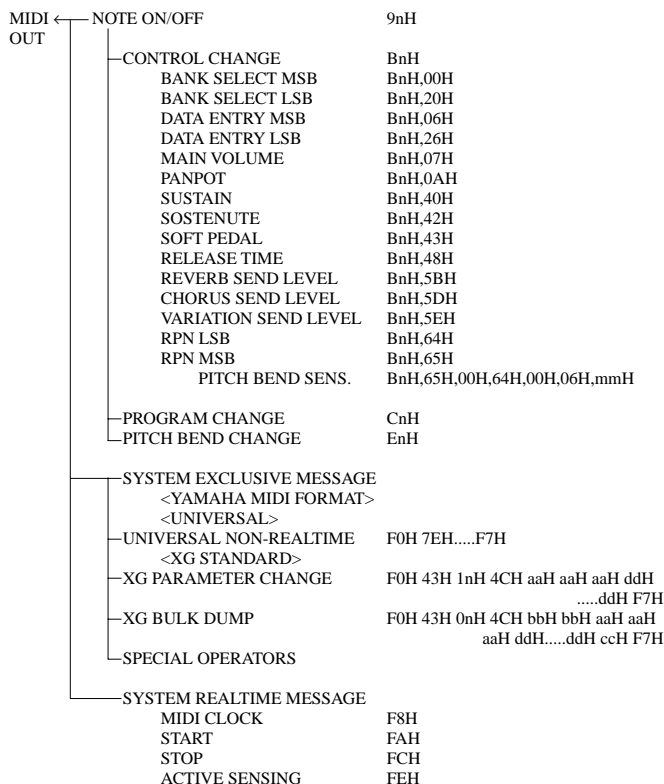 MIDI ← NOTE ON/OFF 9nH
OUT
CONTROL CHANGE BnH
BANK SELECT MSB BnH,00H
BANK SELECT LSB BnH,20H
DATA ENTRY MSB BnH,06H
DATA ENTRY LSB BnH,26H
MAIN VOLUME BnH,07H
PANPOT BnH,0AH
SUSTAIN BnH,40H
SOSTENUTE BnH,42H
SOFT PEDAL BnH,43H
RELEASE TIME BnH,48H
REVERB SEND LEVEL BnH,5BH
CHORUS SEND LEVEL BnH,5DH
VARIATION SEND LEVEL BnH,5EH
RPN LSB BnH,64H
RPN MSB BnH,65H
PITCH BEND SENS. BnH,65H,00H,64H,00H,06H,mmH
PROGRAM CHANGE CnH
PITCH BEND CHANGE EnH
SYSTEM EXCLUSIVE MESSAGE
<YAMAHA MIDI FORMAT>
<UNIVERSAL>
UNIVERSAL NON-REALTIME F0H 7EH.....F7H
<XG STANDARD>
XG PARAMETER CHANGE F0H 43H 1nH 4CH aaH aaH aaH ddH
.....ddH F7H
XG BULK DUMP F0H 43H 0nH 4CH bbH bbH aaH aaH
aaH ddH.....ddH ccH F7H
SPECIAL OPERATORS
SYSTEM REALTIME MESSAGE
MIDI CLOCK F8H
START FAH
STOP FCH
ACTIVE SENSING FEH